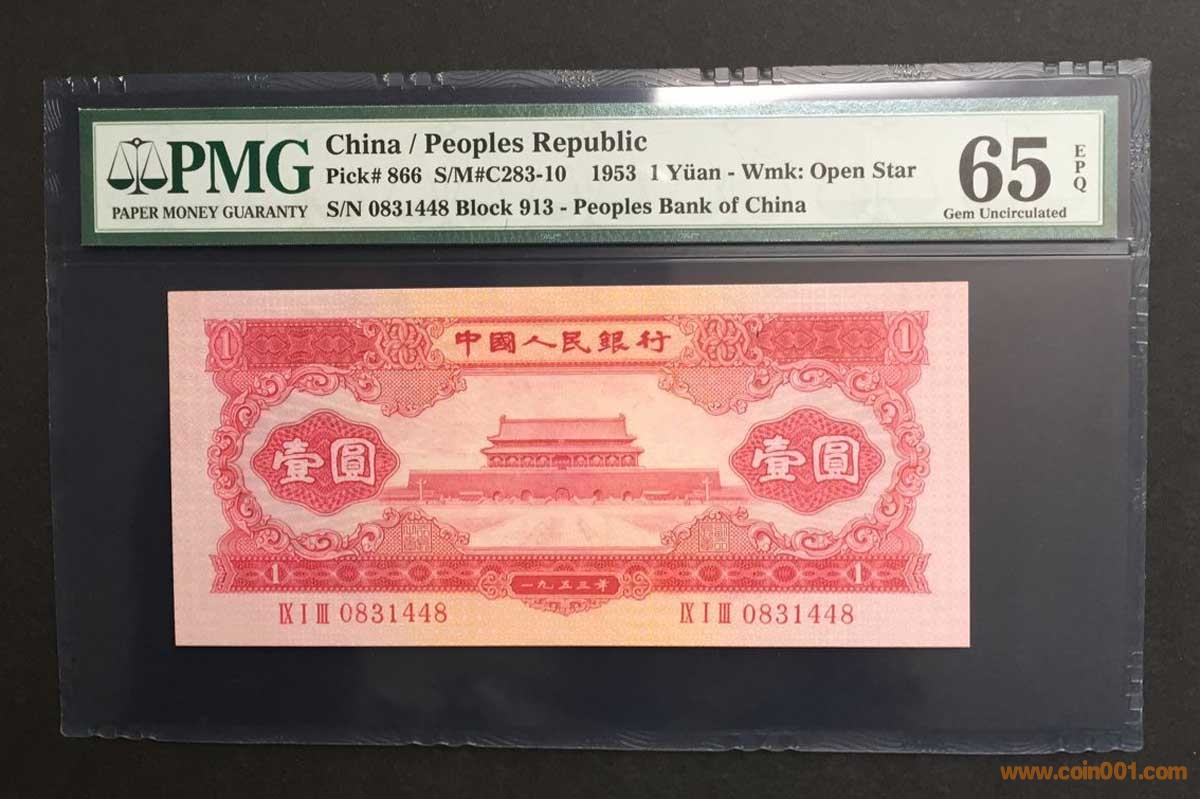 PMG
PAPER MONEY GUARANTY
China / Peoples Republic
Pick# 866 S/M#C283-10 1953 1 Yüan - Wmk: Open Star
S/N 0831448 Block 913 - Peoples Bank of China
65 EPQ
Gem Uncirculated
1 中國人民銀行 1
壹圓 壹圓
1 一九五三年 1
IX I III 0831448 IX I III 0831448
www.coin001.com